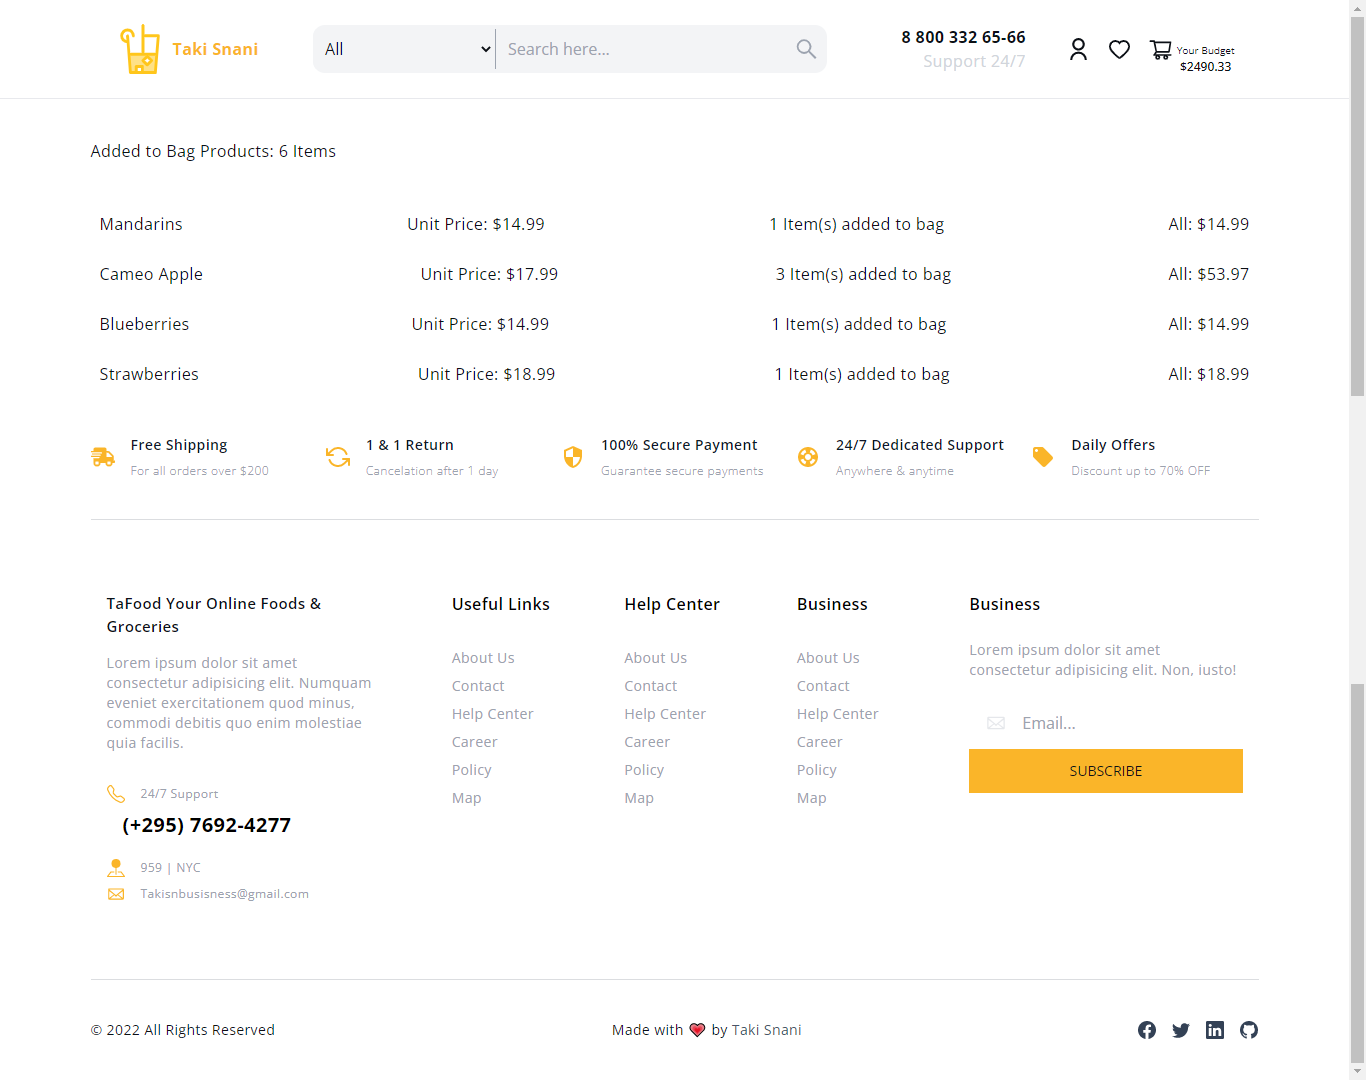 Taki Snani
All
Search here...
8 800 332 65-66
Support 24/7
Your Budget
$2490.33
Added to Bag Products: 6 Items
Mandarins Unit Price: $14.99 1 Item(s) added to bag All: $14.99
Cameo Apple Unit Price: $17.99 3 Item(s) added to bag All: $53.97
Blueberries Unit Price: $14.99 1 Item(s) added to bag All: $14.99
Strawberries Unit Price: $18.99 1 Item(s) added to bag All: $18.99
Free Shipping
For all orders over $200
1 & 1 Return
Cancelation after 1 day
100% Secure Payment
Guarantee secure payments
24/7 Dedicated Support
Anywhere & anytime
Daily Offers
Discount up to 70% OFF
TaFood Your Online Foods &
Groceries
Lorem ipsum dolor sit amet
consectetur adipisicing elit. Numquam
eveniet exercitationem quod minus,
commodi debitis quo enim molestiae
quia facilis.
24/7 Support
(+295) 7692-4277
959 | NYC
Takisnbusisness@gmail.com
Useful Links
About Us
Contact
Help Center
Career
Policy
Map
Help Center
About Us
Contact
Help Center
Career
Policy
Map
Business
About Us
Contact
Help Center
Career
Policy
Map
Business
Lorem ipsum dolor sit amet
consectetur adipisicing elit. Non, iusto!
Email...
SUBSCRIBE
© 2022 All Rights Reserved
Made with ❤ by Taki Snani